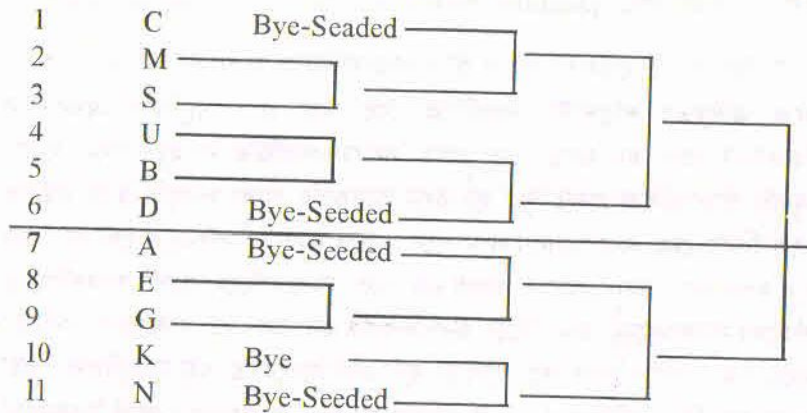 1 C Bye-Seaded
2 M
3 S
4 U
5 B
6 D Bye-Seeded
7 A Bye-Seeded
8 E
9 G
10 K Bye
11 N Bye-Seeded